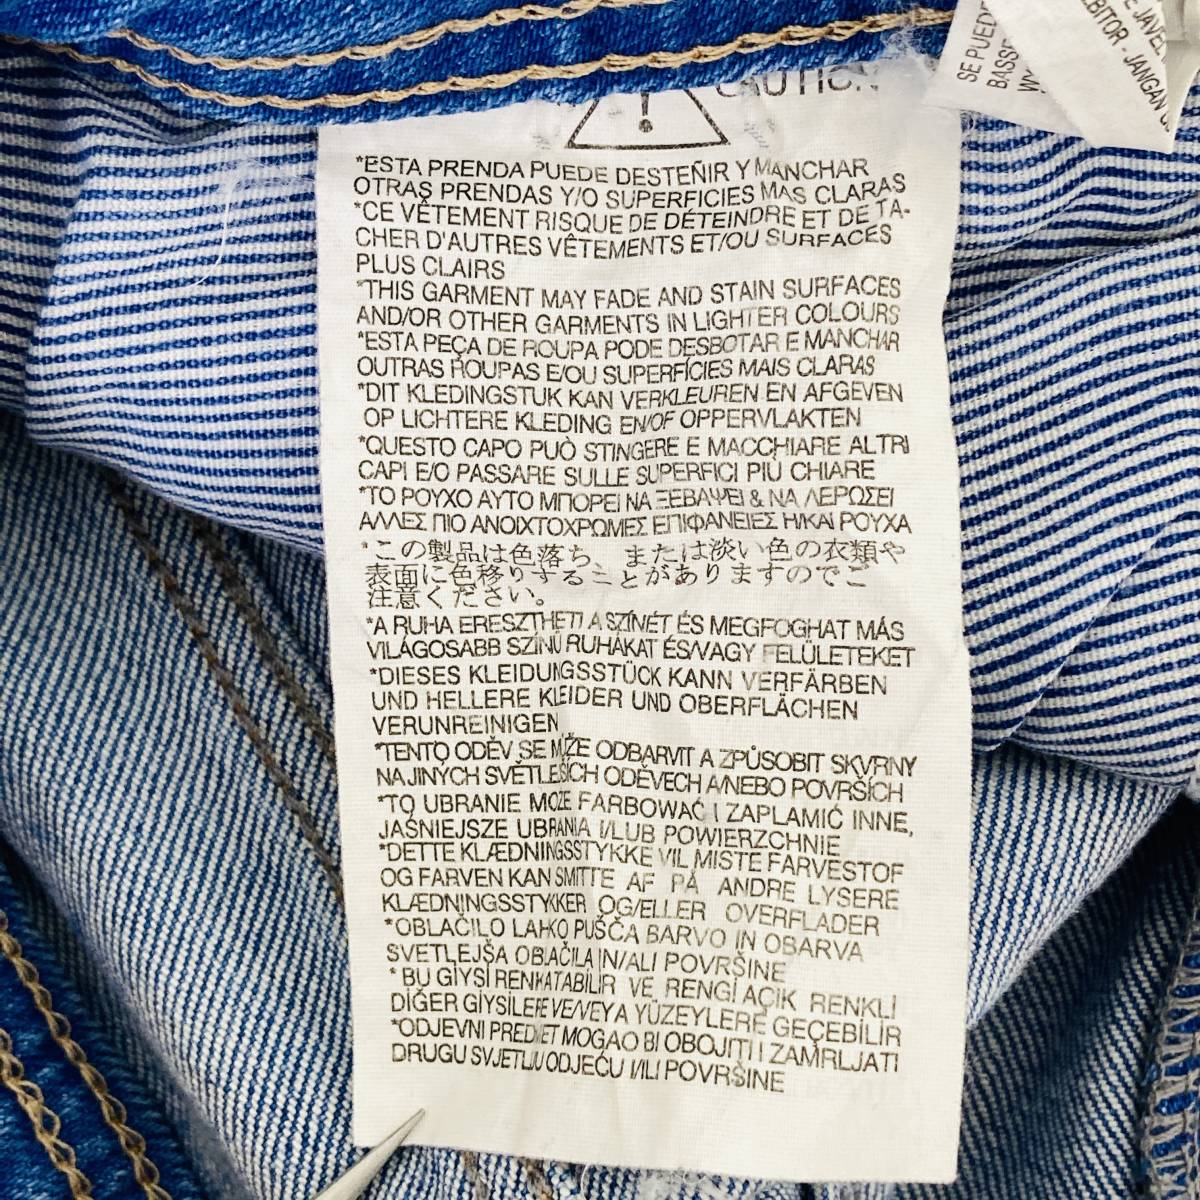 CAUTION
SE PUEDE
BASSE
*ESTA PRENDA PUEDE DESTEÑIR Y MANCHAR
OTRAS PRENDAS Y/O SUPERFICIES MAS CLARAS
*CE VÊTEMENT RISQUE DE DÉTEINDRE ET DE TA-
CHER D'AUTRES VÊTEMENTS ET/OU SURFACES
PLUS CLAIRS
*THIS GARMENT MAY FADE AND STAIN SURFACES
AND/OR OTHER GARMENTS IN LIGHTER COLOURS
*ESTA PEÇA DE ROUPA PODE DESBOTAR E MANCHAR
OUTRAS ROUPAS E/OU SUPERFÍCIES MAIS CLARAS
*DIT KLEDINGSTUK KAN VERKLEUREN EN AFGEVEN
OP LICHTERE KLEDING EN/OF OPPERVLAKTEN
*QUESTO CAPO PUÒ STINGERE E MACCHIARE ALTRI
CAPI E/O PASSARE SULLE SUPERFICI PIÙ CHIARE
*ΤΟ ΡΟΥΧΟ ΑΥΤΟ ΜΠΟΡΕΙ ΝΑ ΞΕΒΑΨΕΙ & ΝΑ ΛΕΡΩΣΕΙ
ΑΛΛΕΣ ΠΙΟ ΑΝΟΙΧΤΟΧΡΩΜΕΣ ΕΠΙΦΑΝΕΙΕΣ Η/ΚΑΙ ΡΟΥΧΑ
*この製品は色落ち、または淡い色の衣類や
表面に色移りすることがありますのでご
注意ください。
*A RUHA ERESZTHETI A SZÍNÉT ÉS MEGFOGHAT MÁS
VILÁGOSABB SZÍNŰ RUHÁKAT ÉS/VAGY FELÜLETEKET
*DIESES KLEIDUNGSSTÜCK KANN VERFÄRBEN
UND HELLERE KLEIDER UND OBERFLÄCHEN
VERUNREINIGEN
*TENTO ODĚV SE MŮŽE ODBARVIT A ZPŮSOBIT SKVRNY
NA JINÝCH SVĚTLEJŠÍCH ODĚVECH A/NEBO POVRŠÍCH
*TO UBRANIE MOŻE FARBOWAĆ I ZAPLAMIĆ INNE,
JAŚNIEJSZE UBRANIA I/LUB POWIERZCHNIE
*DETTE KLÆDNINGSSTYKKE VIL MISTE FARVESTOF
OG FARVEN KAN SMITTE AF PÅ ANDRE LYSERE
KLÆDNINGSSTYKKER OG/ELLER OVERFLADER
*OBLAČILO LAHKO PUŠČA BARVO IN OBARVA
SVETLEJŠA OBLAČILA IN/ALI POVRŠINE
* BU GİYSİ RENK ATABİLİR VE RENGİ AÇIK RENKLİ
DİĞER GİYSİLERE VE/VEYA YÜZEYLERE GEÇEBİLİR
*ODJEVNI PREDMET MOGAO BI OBOJITI I ZAMRLJATI
DRUGU SVJETLIJU ODJEĆU I/ILI POVRŠINE